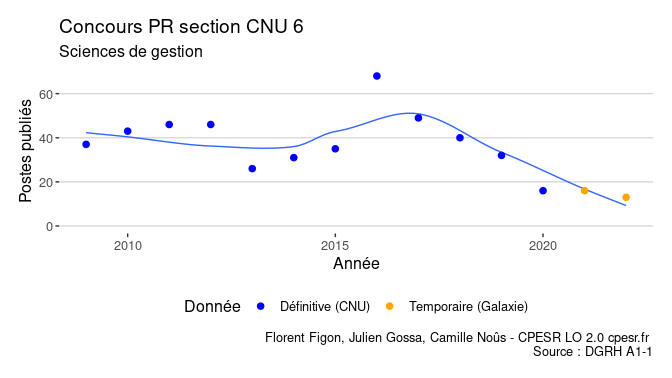 Concours PR section CNU 6
Sciences de gestion
Postes publiés
60
40
20
0
2010 2015 2020
Année
Donnée Définitive (CNU) Temporaire (Galaxie)
Florent Figon, Julien Gossa, Camille Noûs - CPESR LO 2.0 cpesr.fr
Source : DGRH A1-1